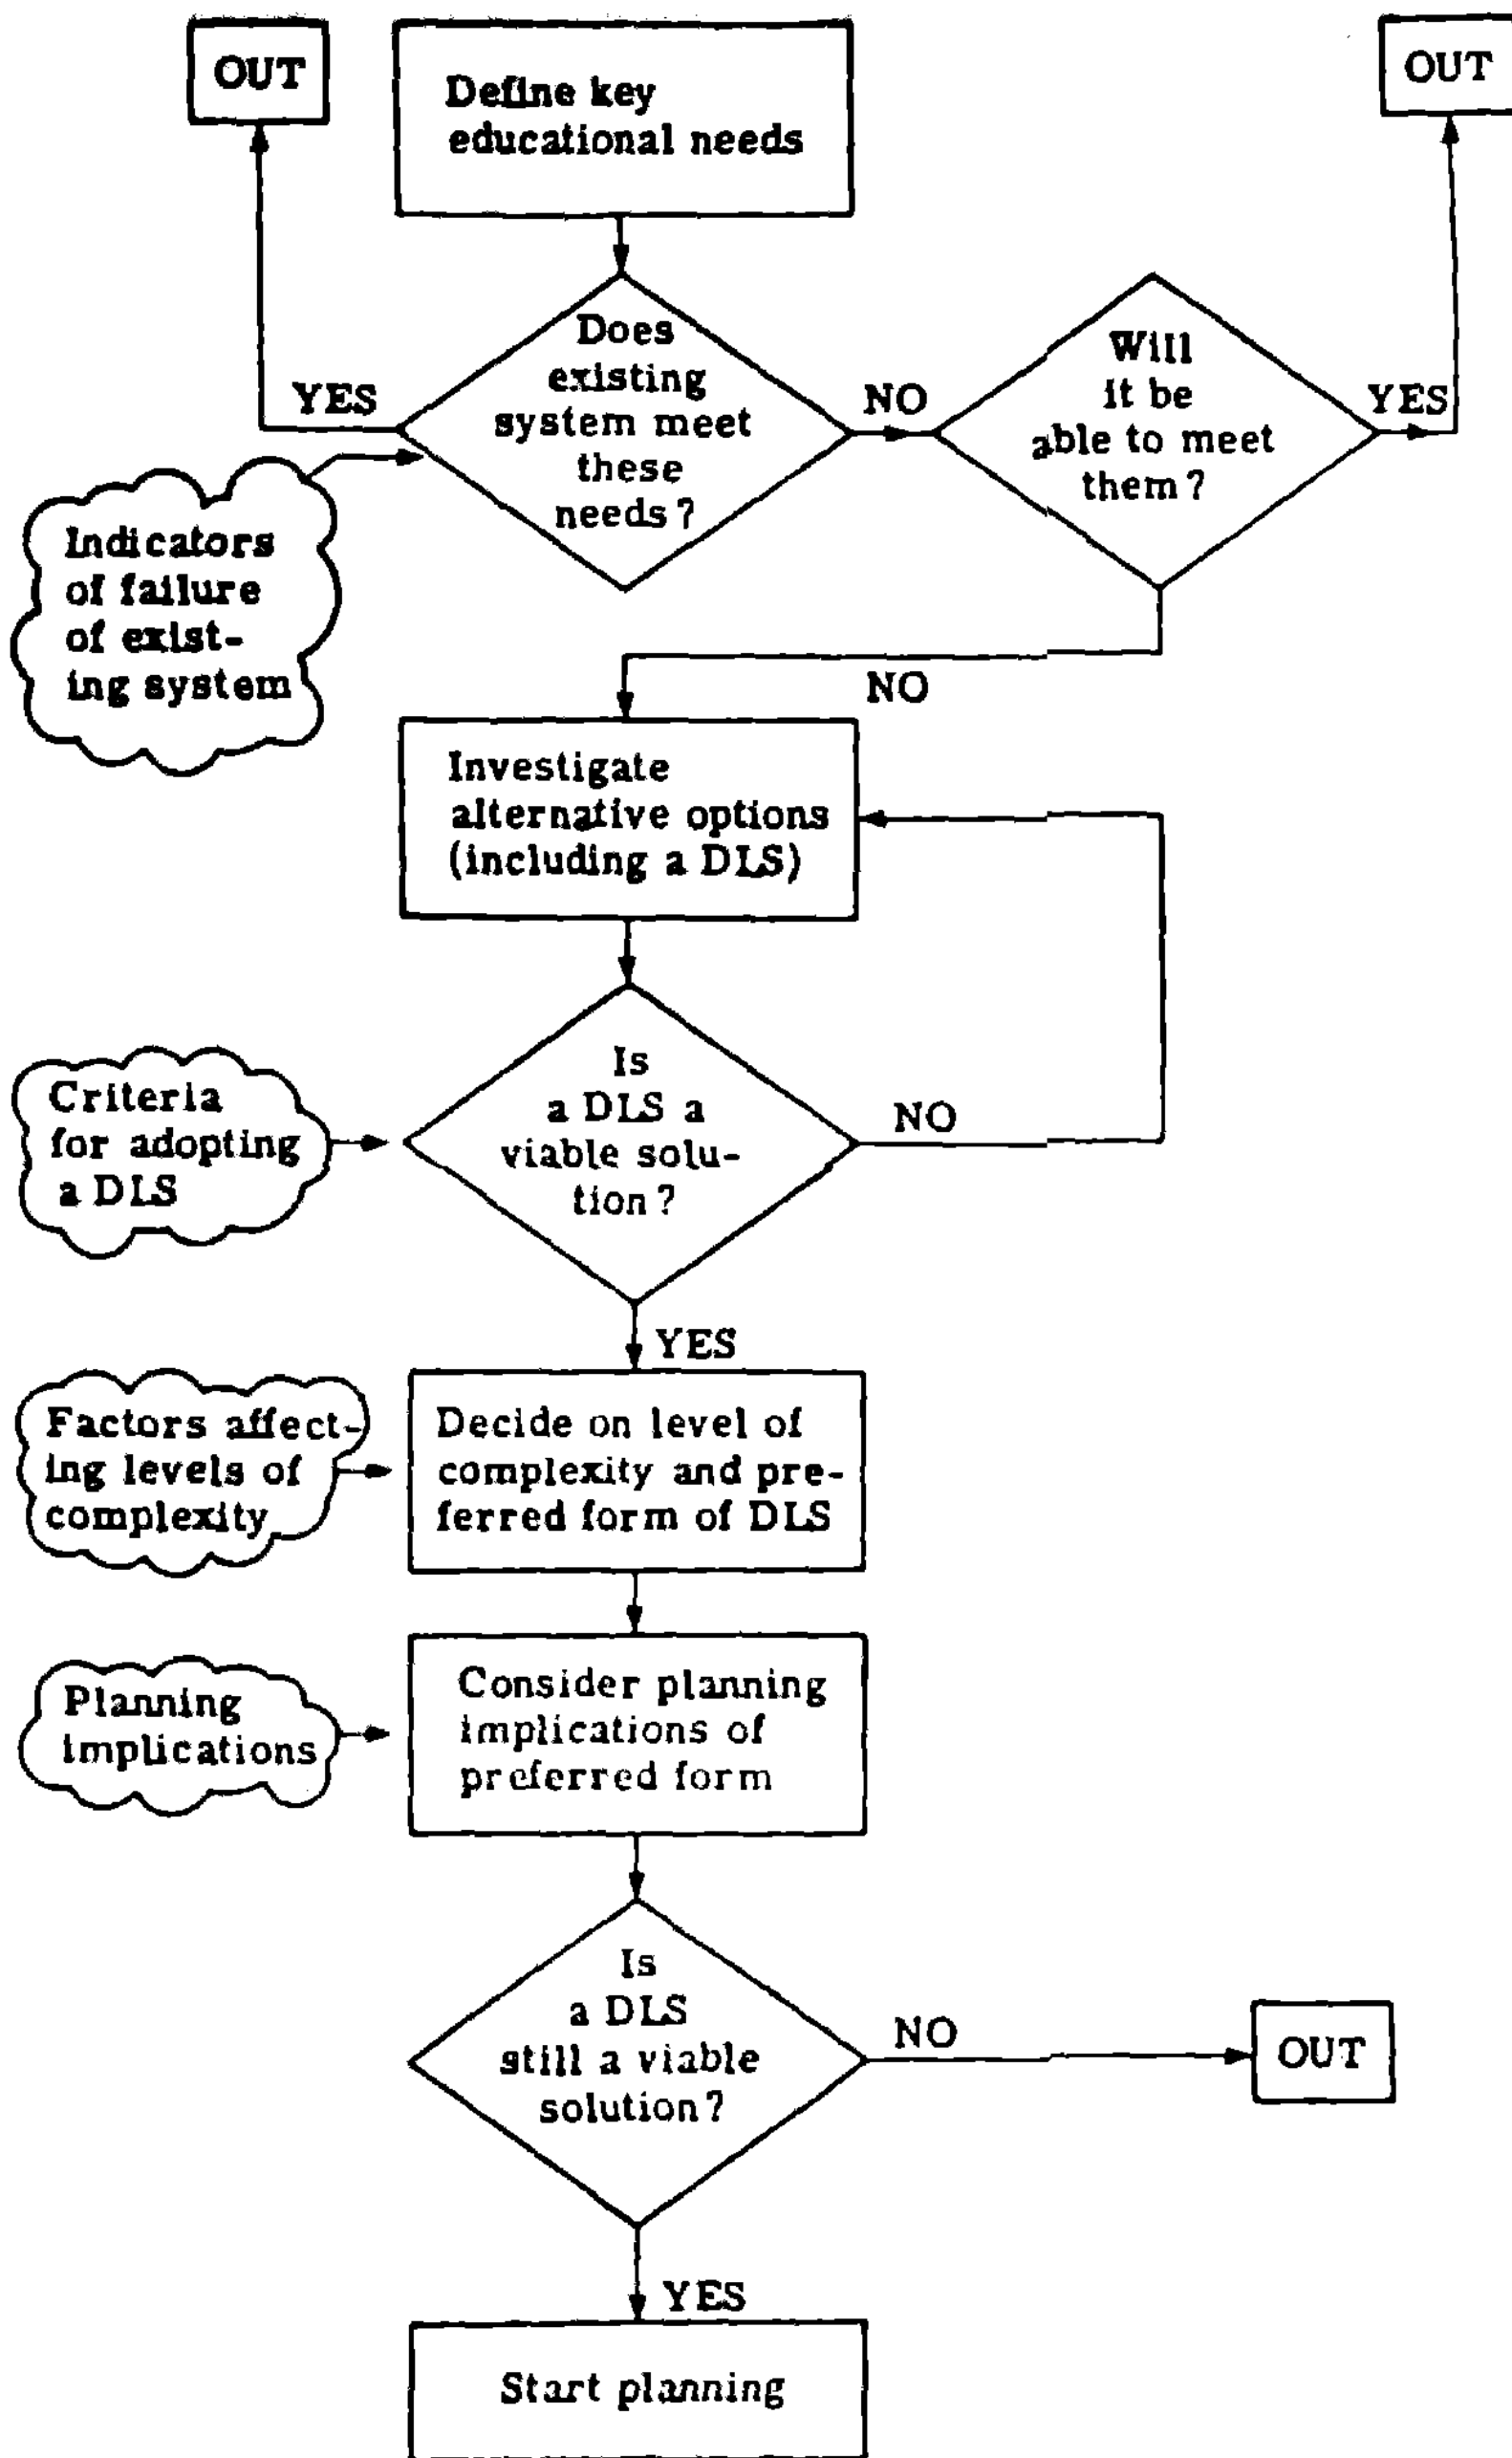 OUT
Define key
educational needs
OUT
Does
existing
system meet
these
needs?
YES
NO
Will
it be
able to meet
them?
YES
Indicators
of failure
of exist-
ing system
NO
Investigate
alternative options
(including a DLS)
Criteria
for adopting
a DLS
Is
a DLS a
viable solu-
tion?
NO
YES
Factors affect-
ing levels of
complexity
Decide on level of
complexity and pre-
ferred form of DLS
Planning
implications
Consider planning
implications of
preferred form
Is
a DLS
still a viable
solution?
NO
OUT
YES
Start planning